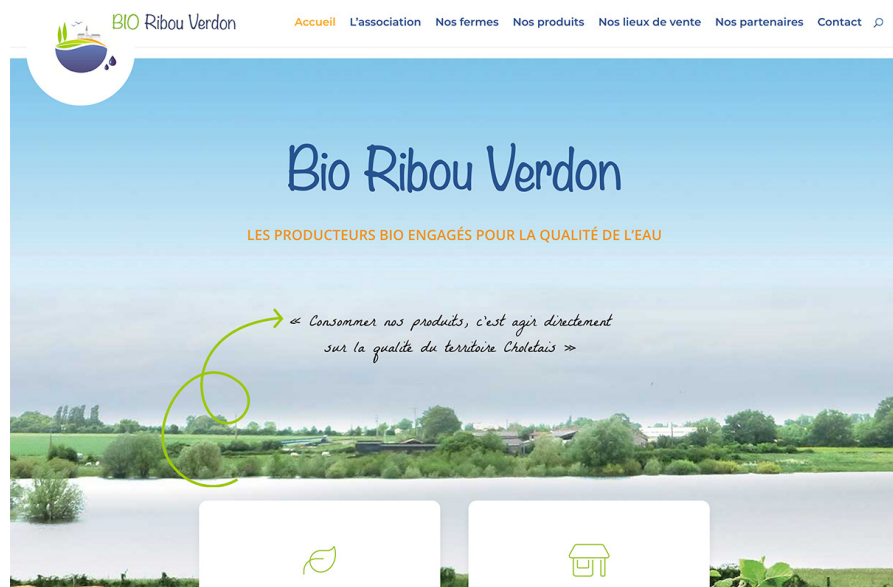 BIO Ribou Verdon
Accueil L'association Nos fermes Nos produits Nos lieux de vente Nos partenaires Contact
Bio Ribou Verdon
LES PRODUCTEURS BIO ENGAGÉS POUR LA QUALITÉ DE L'EAU
« Consommer nos produits, c'est agir directement
sur la qualité du territoire Choletais »